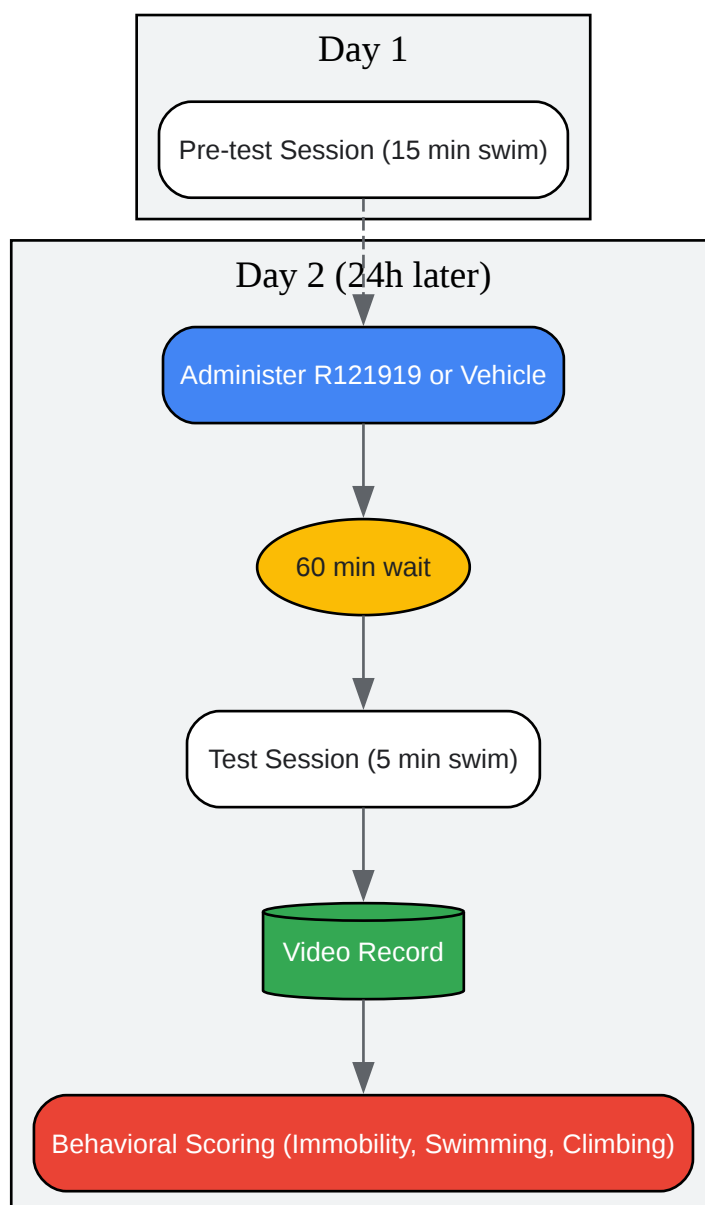 Day 1
Pre-test Session (15 min swim)
Day 2 (24h later)
Administer R121919 or Vehicle
60 min wait
Test Session (5 min swim)
Video Record
Behavioral Scoring (Immobility, Swimming, Climbing)